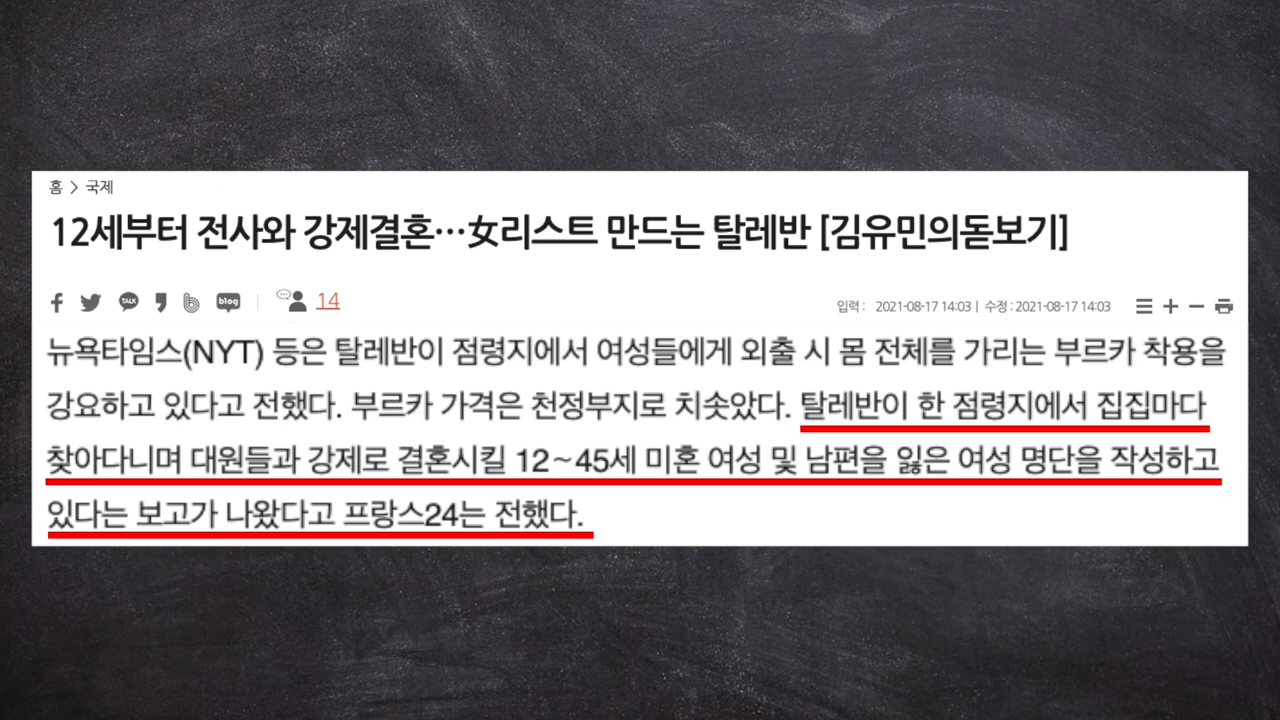 홈 > 국제
12세부터 전사와 강제결혼…女리스트 만드는 탈레반 [김유민의돋보기]
TALK blog 14
입력 : 2021-08-17 14:03 | 수정 : 2021-08-17 14:03
뉴욕타임스(NYT) 등은 탈레반이 점령지에서 여성들에게 외출 시 몸 전체를 가리는 부르카 착용을
강요하고 있다고 전했다. 부르카 가격은 천정부지로 치솟았다. 탈레반이 한 점령지에서 집집마다
찾아다니며 대원들과 강제로 결혼시킬 12~45세 미혼 여성 및 남편을 잃은 여성 명단을 작성하고
있다는 보고가 나왔다고 프랑스24는 전했다.